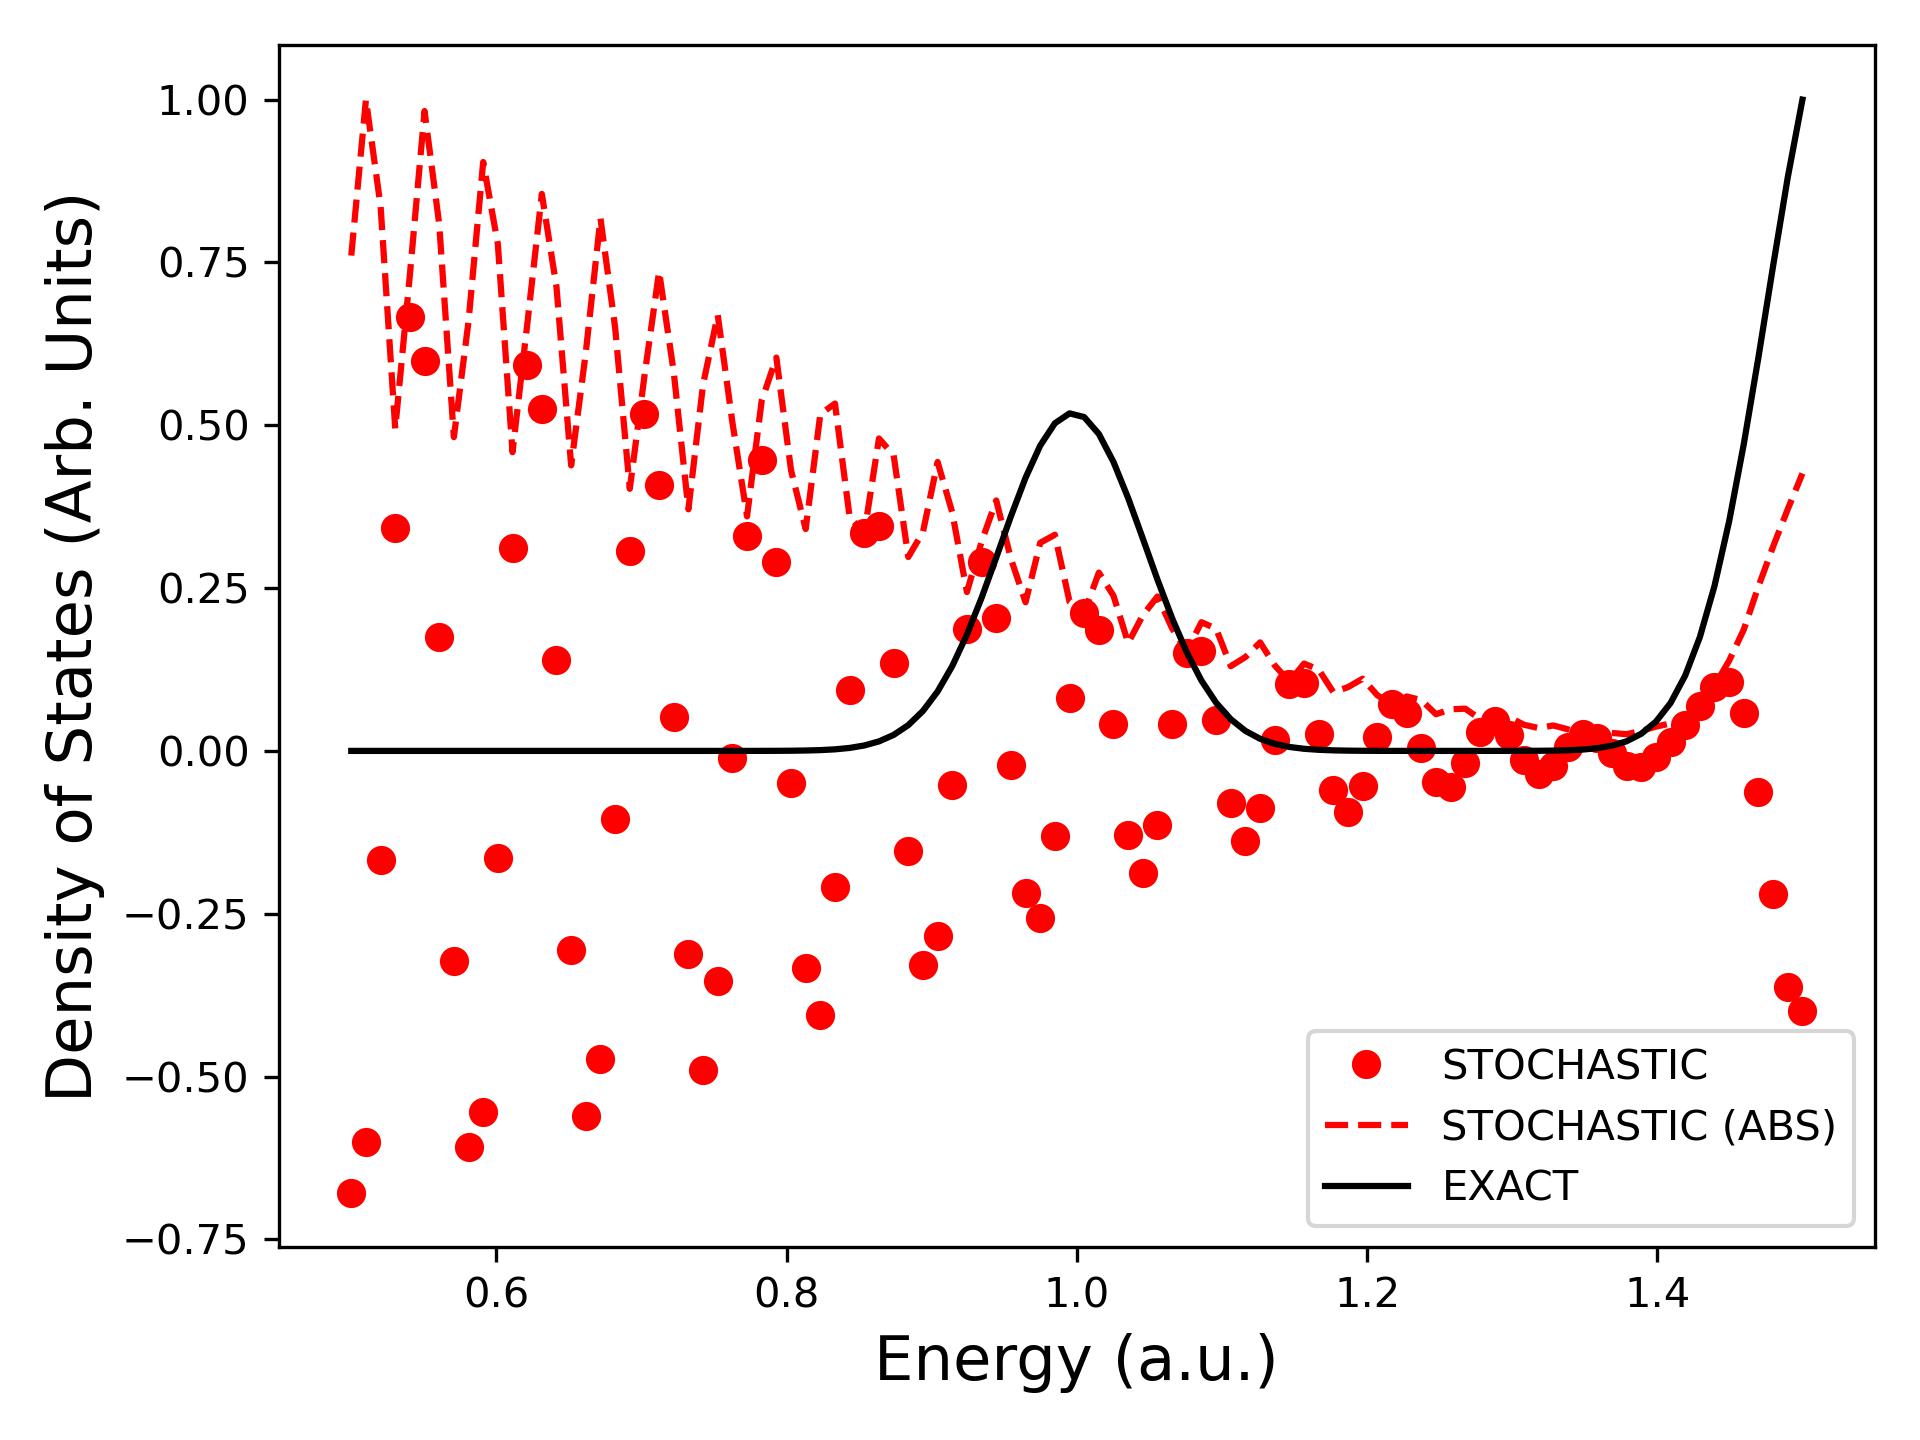 1.00
0.75
0.50
0.25
0.00
−0.25
−0.50
−0.75
Density of States (Arb. Units)
STOCHASTIC
STOCHASTIC (ABS)
EXACT
0.6 0.8 1.0 1.2 1.4
Energy (a.u.)